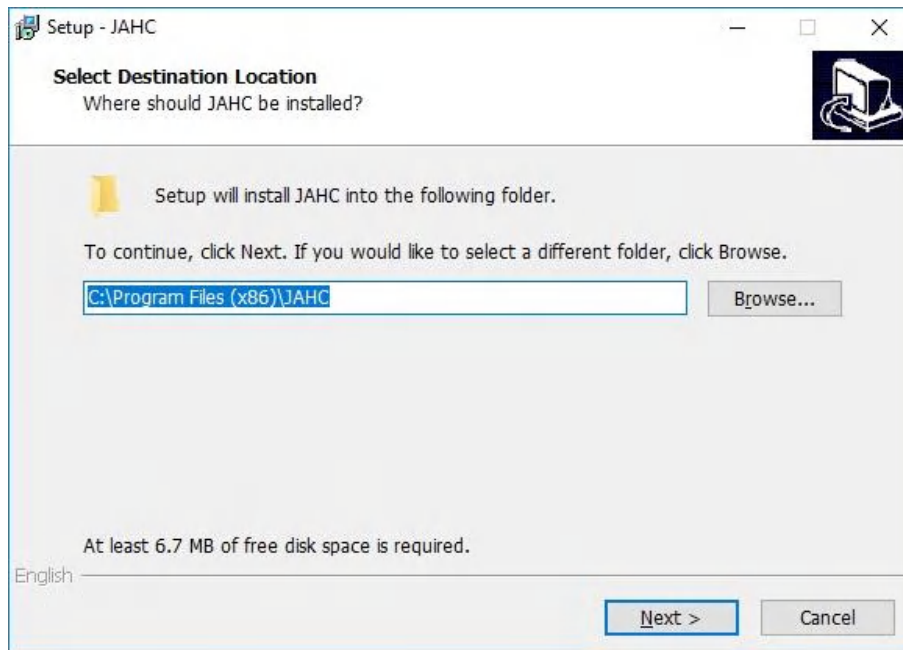 Setup - JAHC
Select Destination Location
Where should JAHC be installed?
Setup will install JAHC into the following folder.
To continue, click Next. If you would like to select a different folder, click Browse.
C:\Program Files (x86)\JAHC
Browse...
At least 6.7 MB of free disk space is required.
English
Next >
Cancel